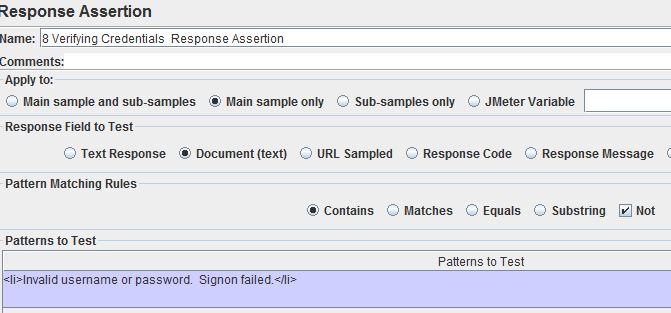 Response Assertion
Name: 8 Verifying Credentials  Response Assertion
Comments:
Apply to:
Main sample and sub-samples Main sample only Sub-samples only JMeter Variable
Response Field to Test
Text Response Document (text) URL Sampled Response Code Response Message
Pattern Matching Rules
Contains Matches Equals Substring Not
Patterns to Test
Patterns to Test
<li>Invalid username or password.  Signon failed.</li>